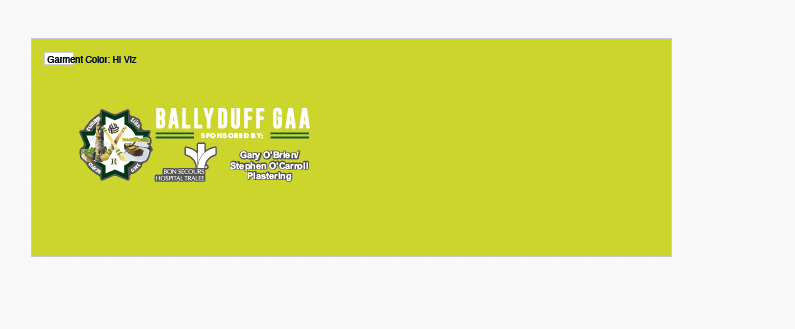 Garment Color: Hi Viz
BALLYDUFF GAA
SPONSORED BY:
Gary O'Brien/
Stephen O'Carroll
Plastering
BON SECOURS
HOSPITAL TRALEE